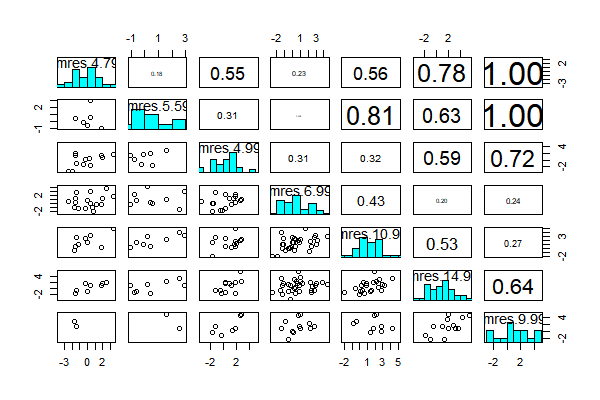 -1 1 3 -2 1 3 -2 2
mres.4.79 0.18 0.55 0.23 0.56 0.78 1.00 -3 2
-1 2 mres.5.59 0.31 0.81 0.63 1.00
mres.4.99 0.31 0.32 0.59 0.72 -2 4
-2 2 mres.6.99 0.43 0.20 0.24
mres.10.9 0.53 0.27 -2 3
-2 4 mres.14.9 0.64
mres.9.99 -2 4
-3 0 2 -2 2 -2 1 3 5 -2 2